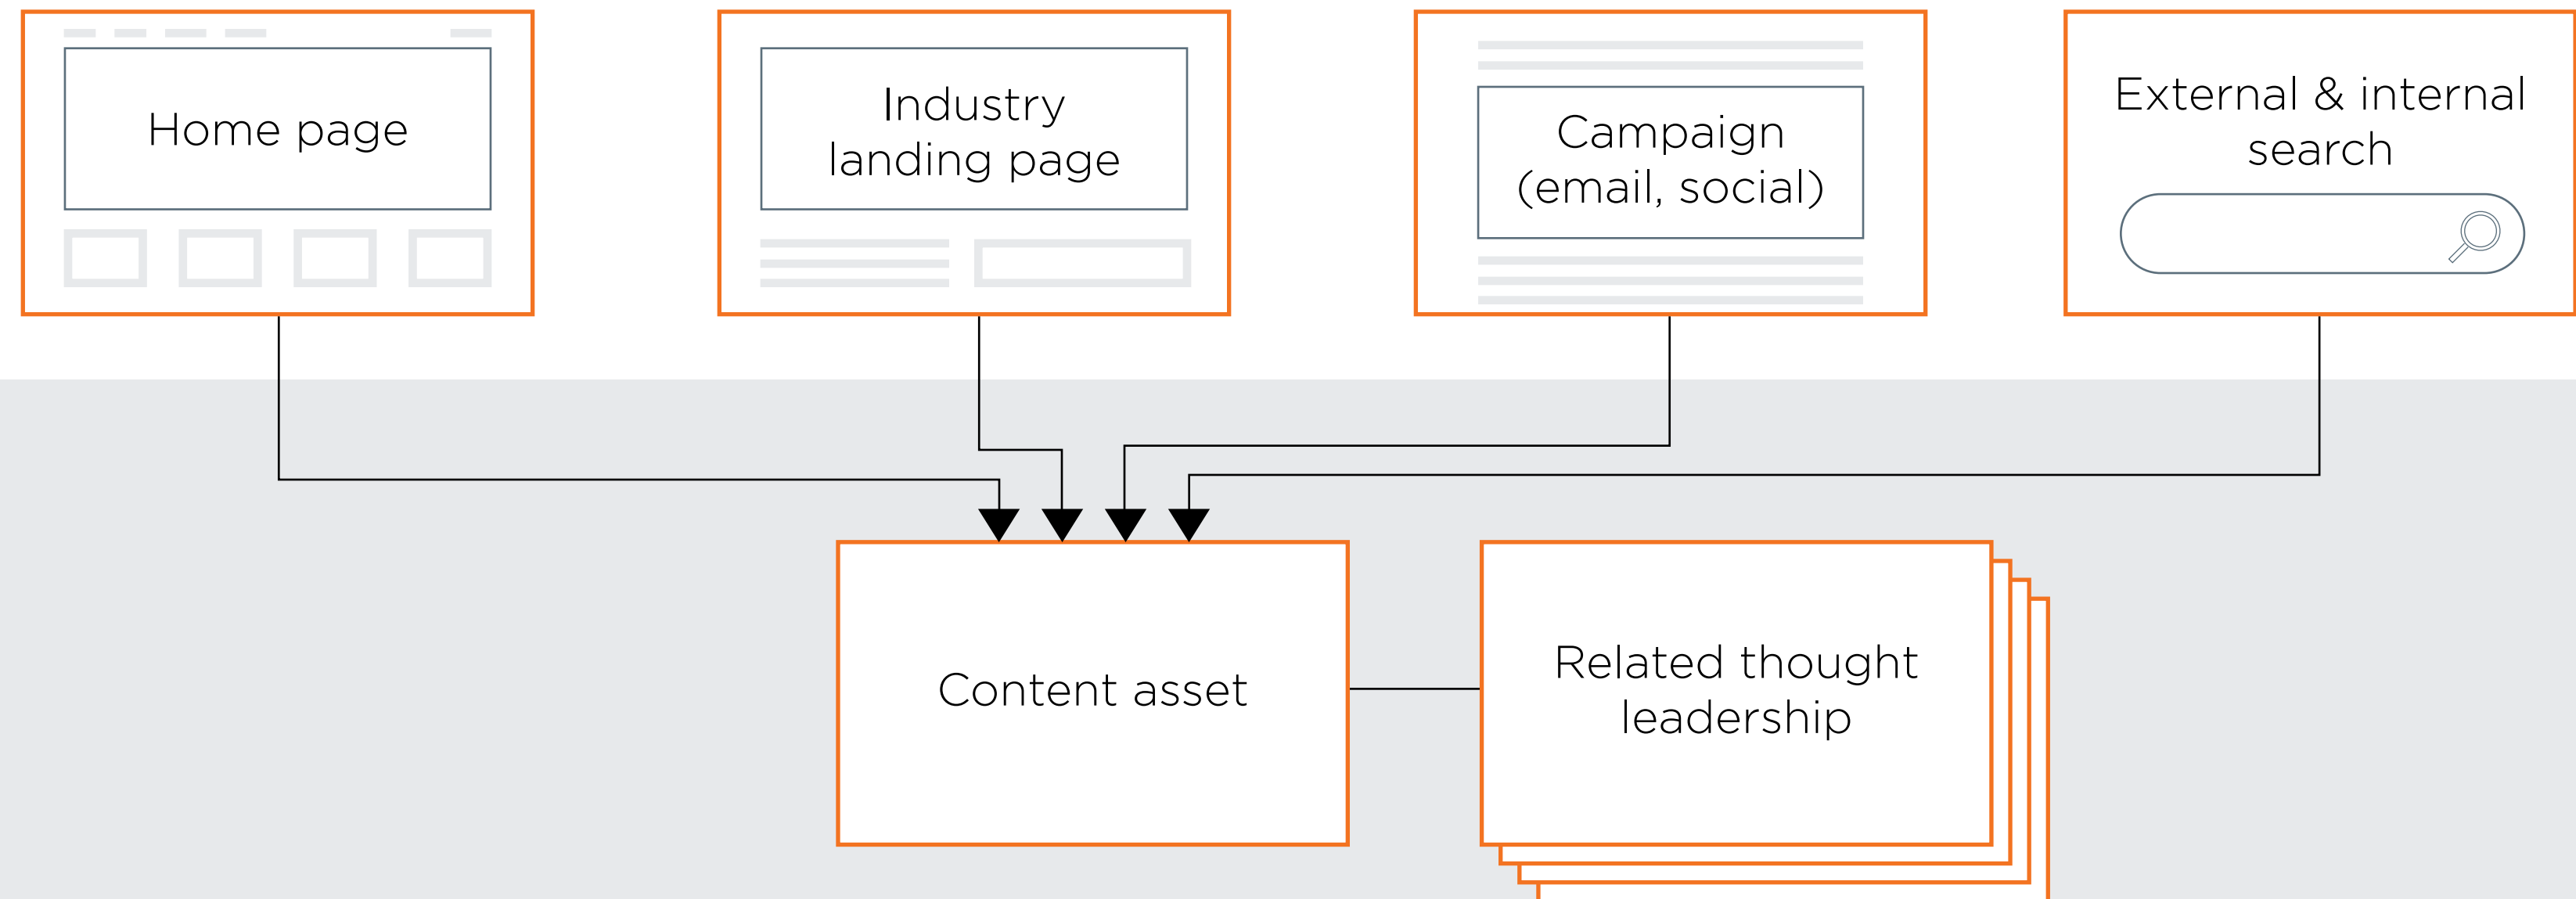 Home page
Industry
landing page
Campaign
(email, social)
External & internal
search
Content asset
Related thought
leadership